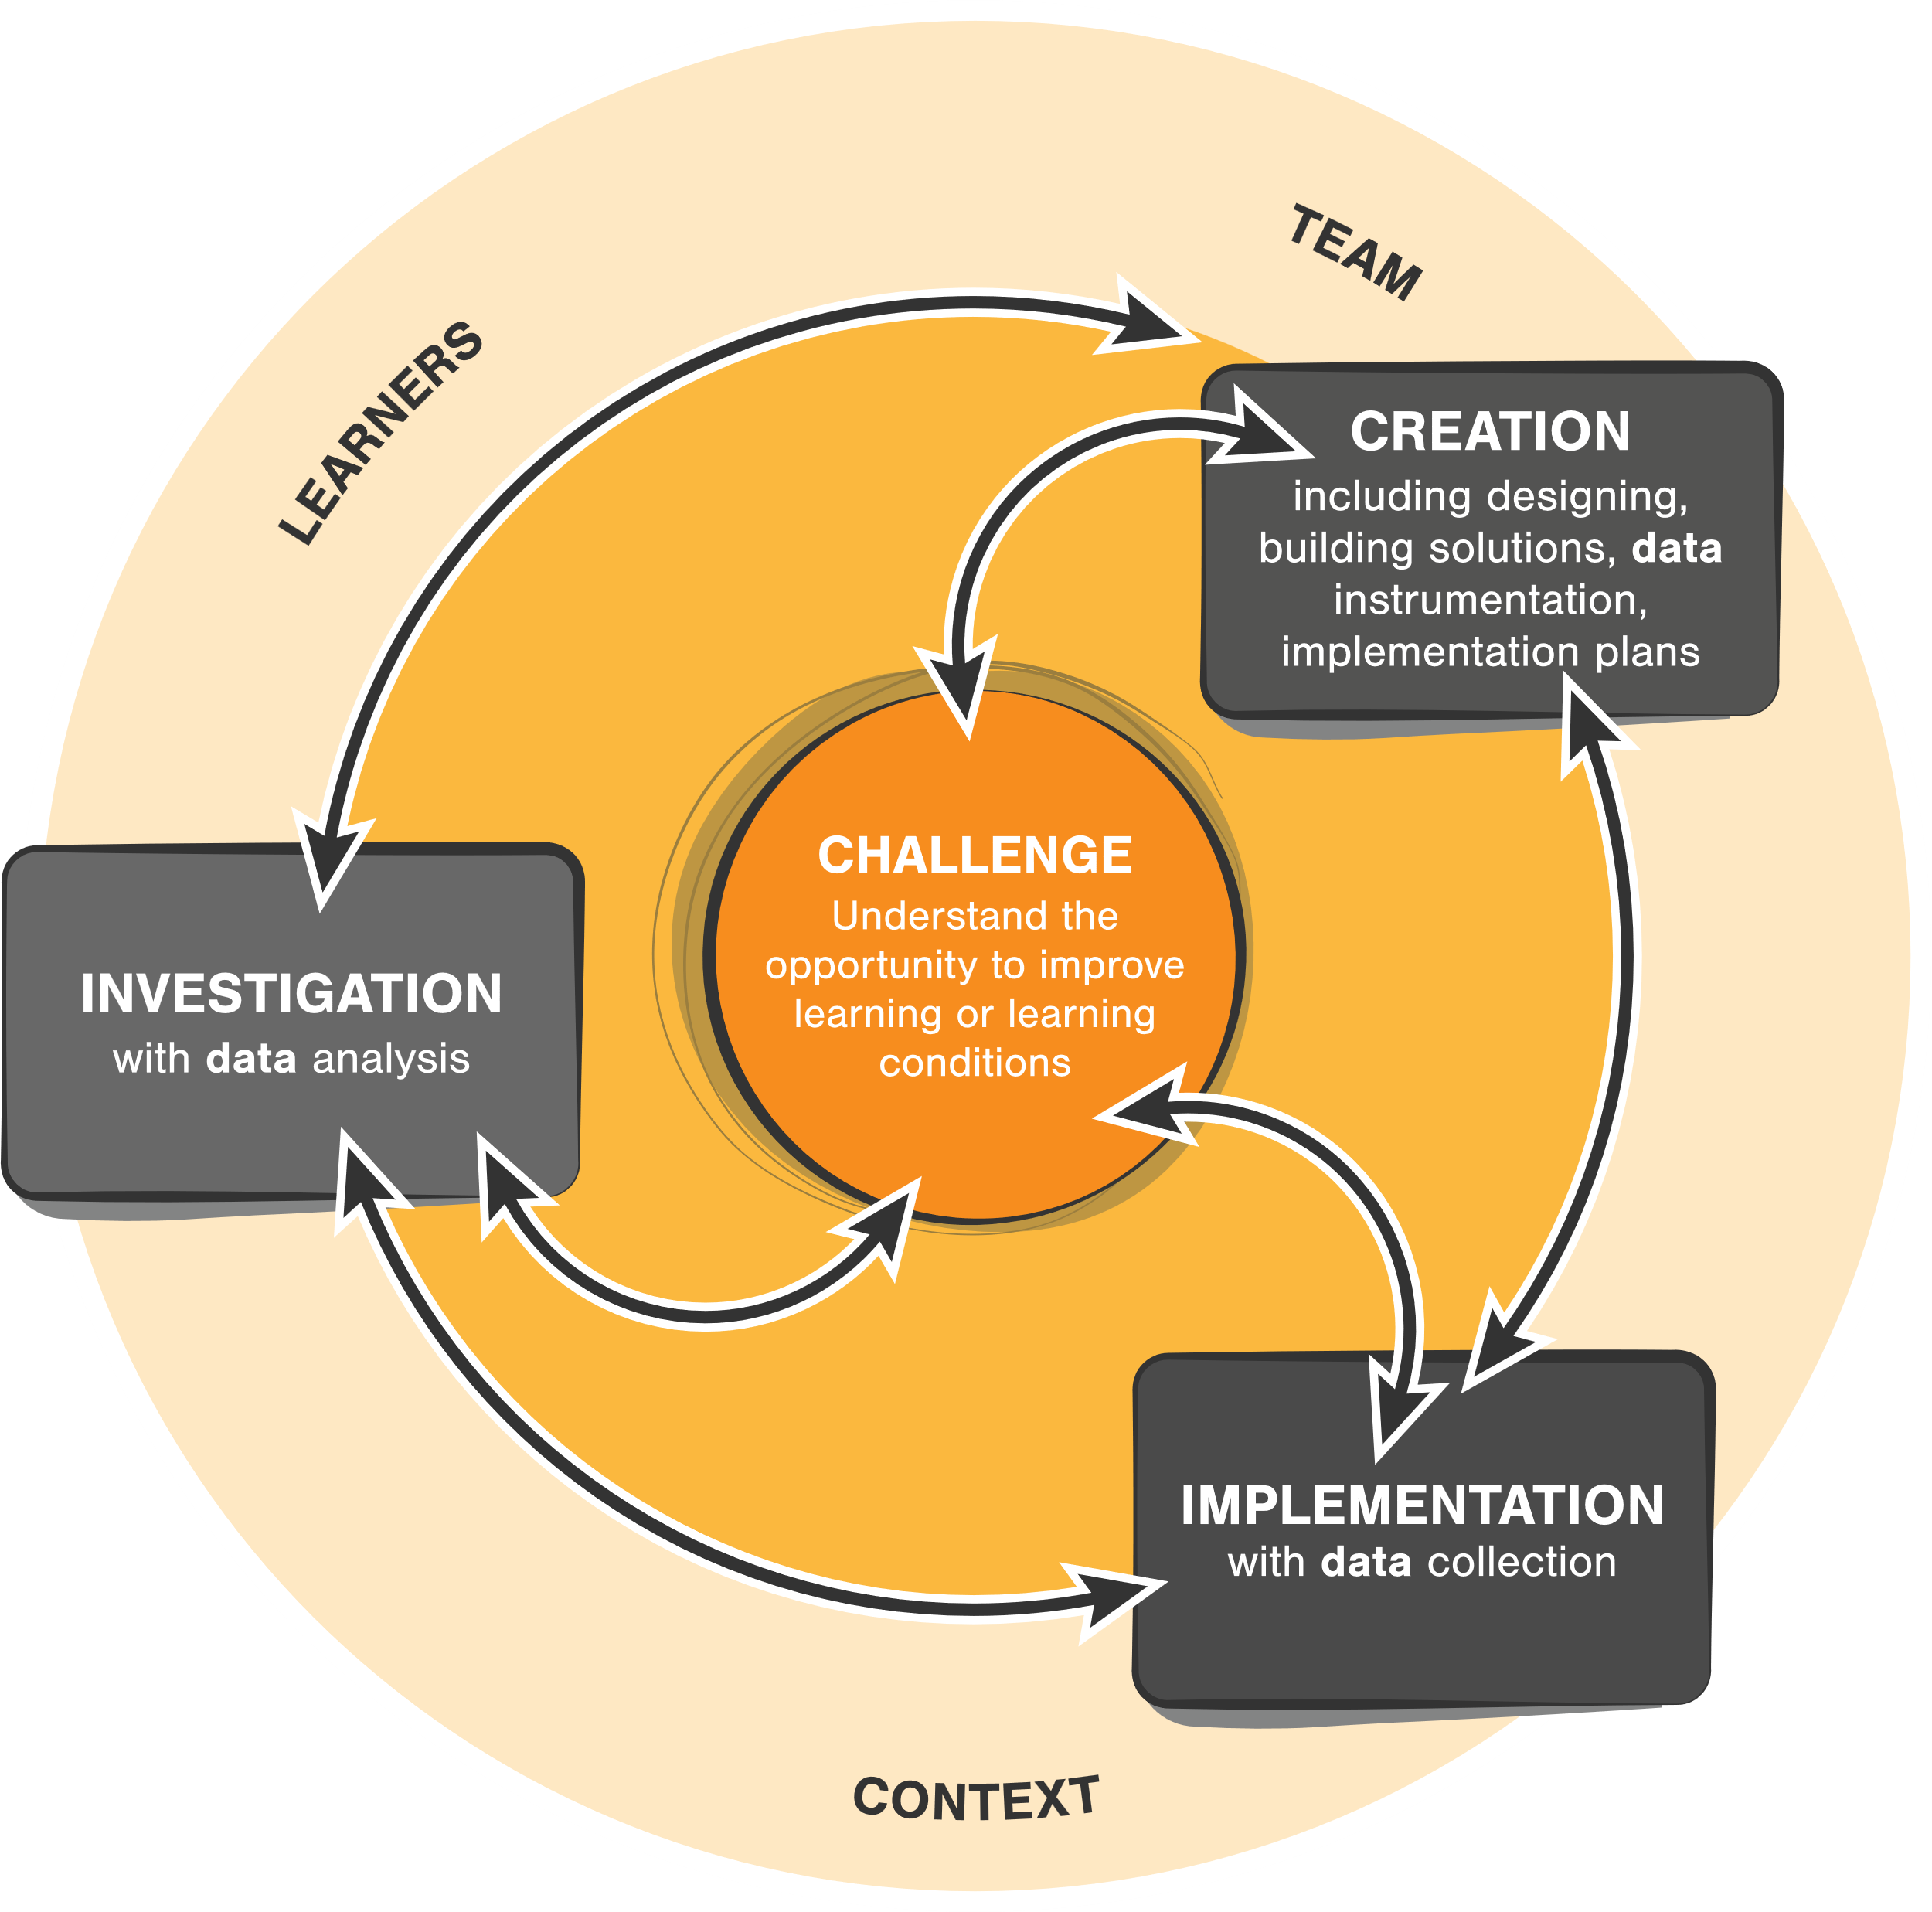 LEARNERS
TEAM
CREATION
including designing,
building solutions, data
instrumentation,
implementation plans
CHALLENGE
Understand the
opportunity to improve
learning or learning
conditions
INVESTIGATION
with data analysis
IMPLEMENTATION
with data collection
CONTEXT